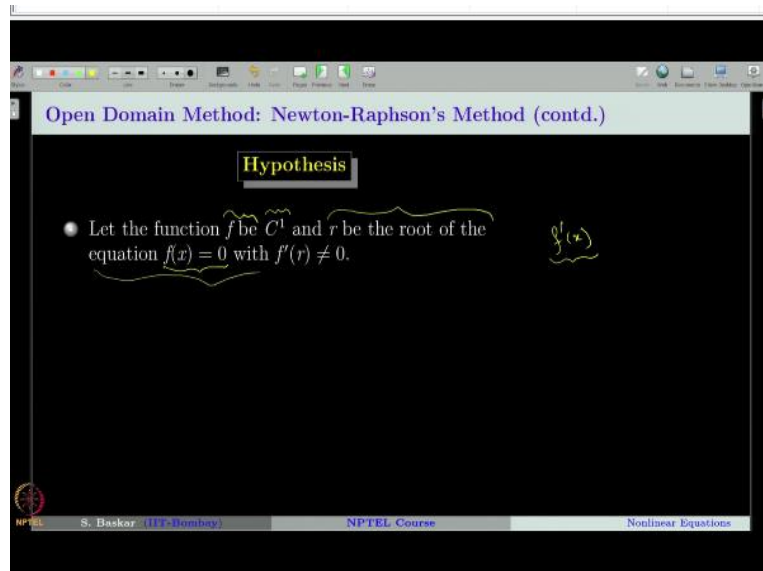 Open Domain Method: Newton-Raphson's Method (contd.)
Hypothesis
Let the function f be C¹ and r be the root of the
equation f(x) = 0 with f′(r) ≠ 0.
f′(x)
NPTEL
S. Baskar (IIT-Bombay)
NPTEL Course
Nonlinear Equations